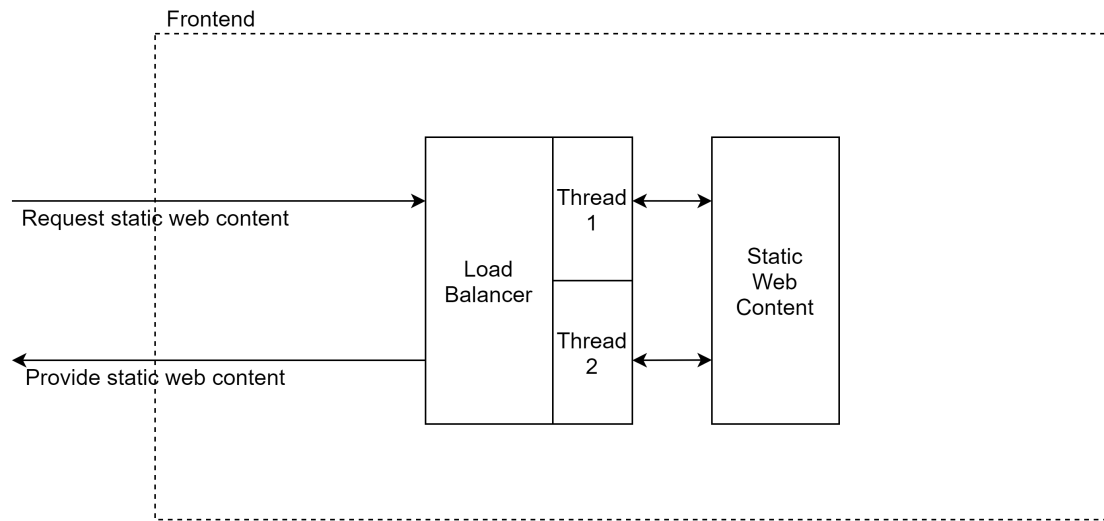 Frontend
Request static web content
Thread
1
Load
Balancer
Static
Web
Content
Thread
2
Provide static web content